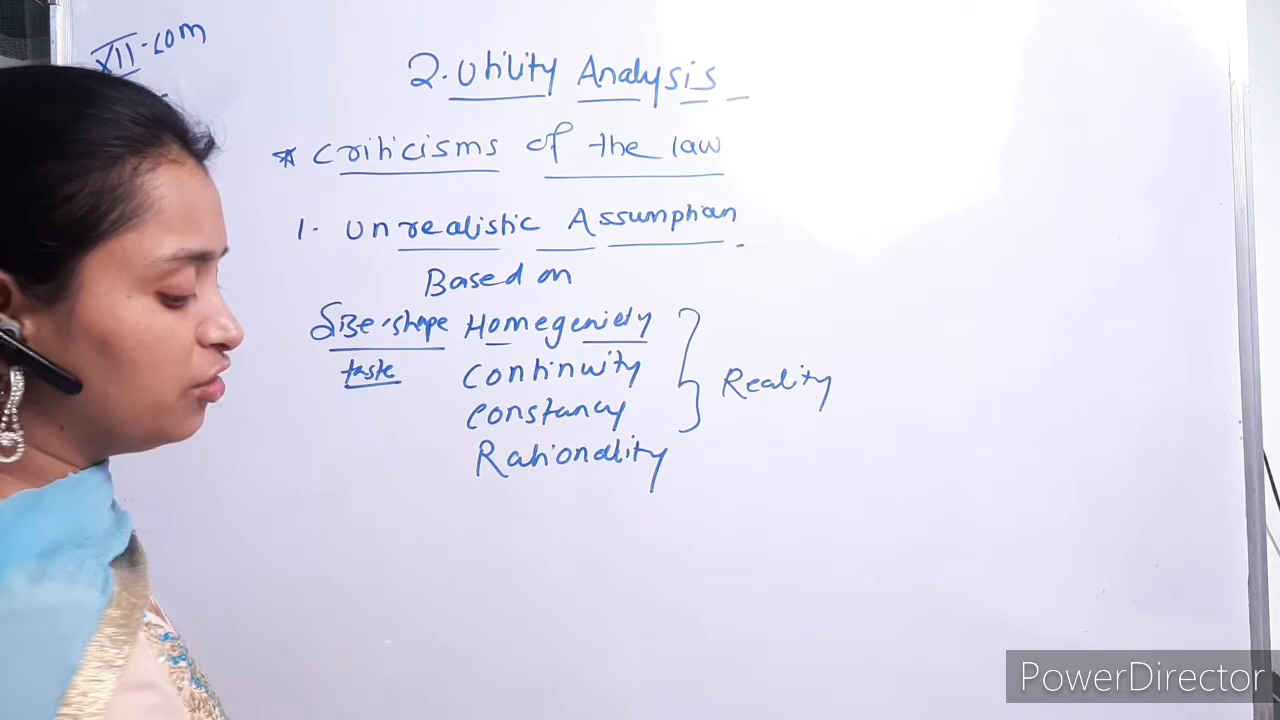 XII-com
2. Utility Analysis
* Criticisms of the law
1. Unrealistic Assumption.
Based on
Size-shape Homegeniety
taste Continuity
Constancy
Rationality
Reality
PowerDirector